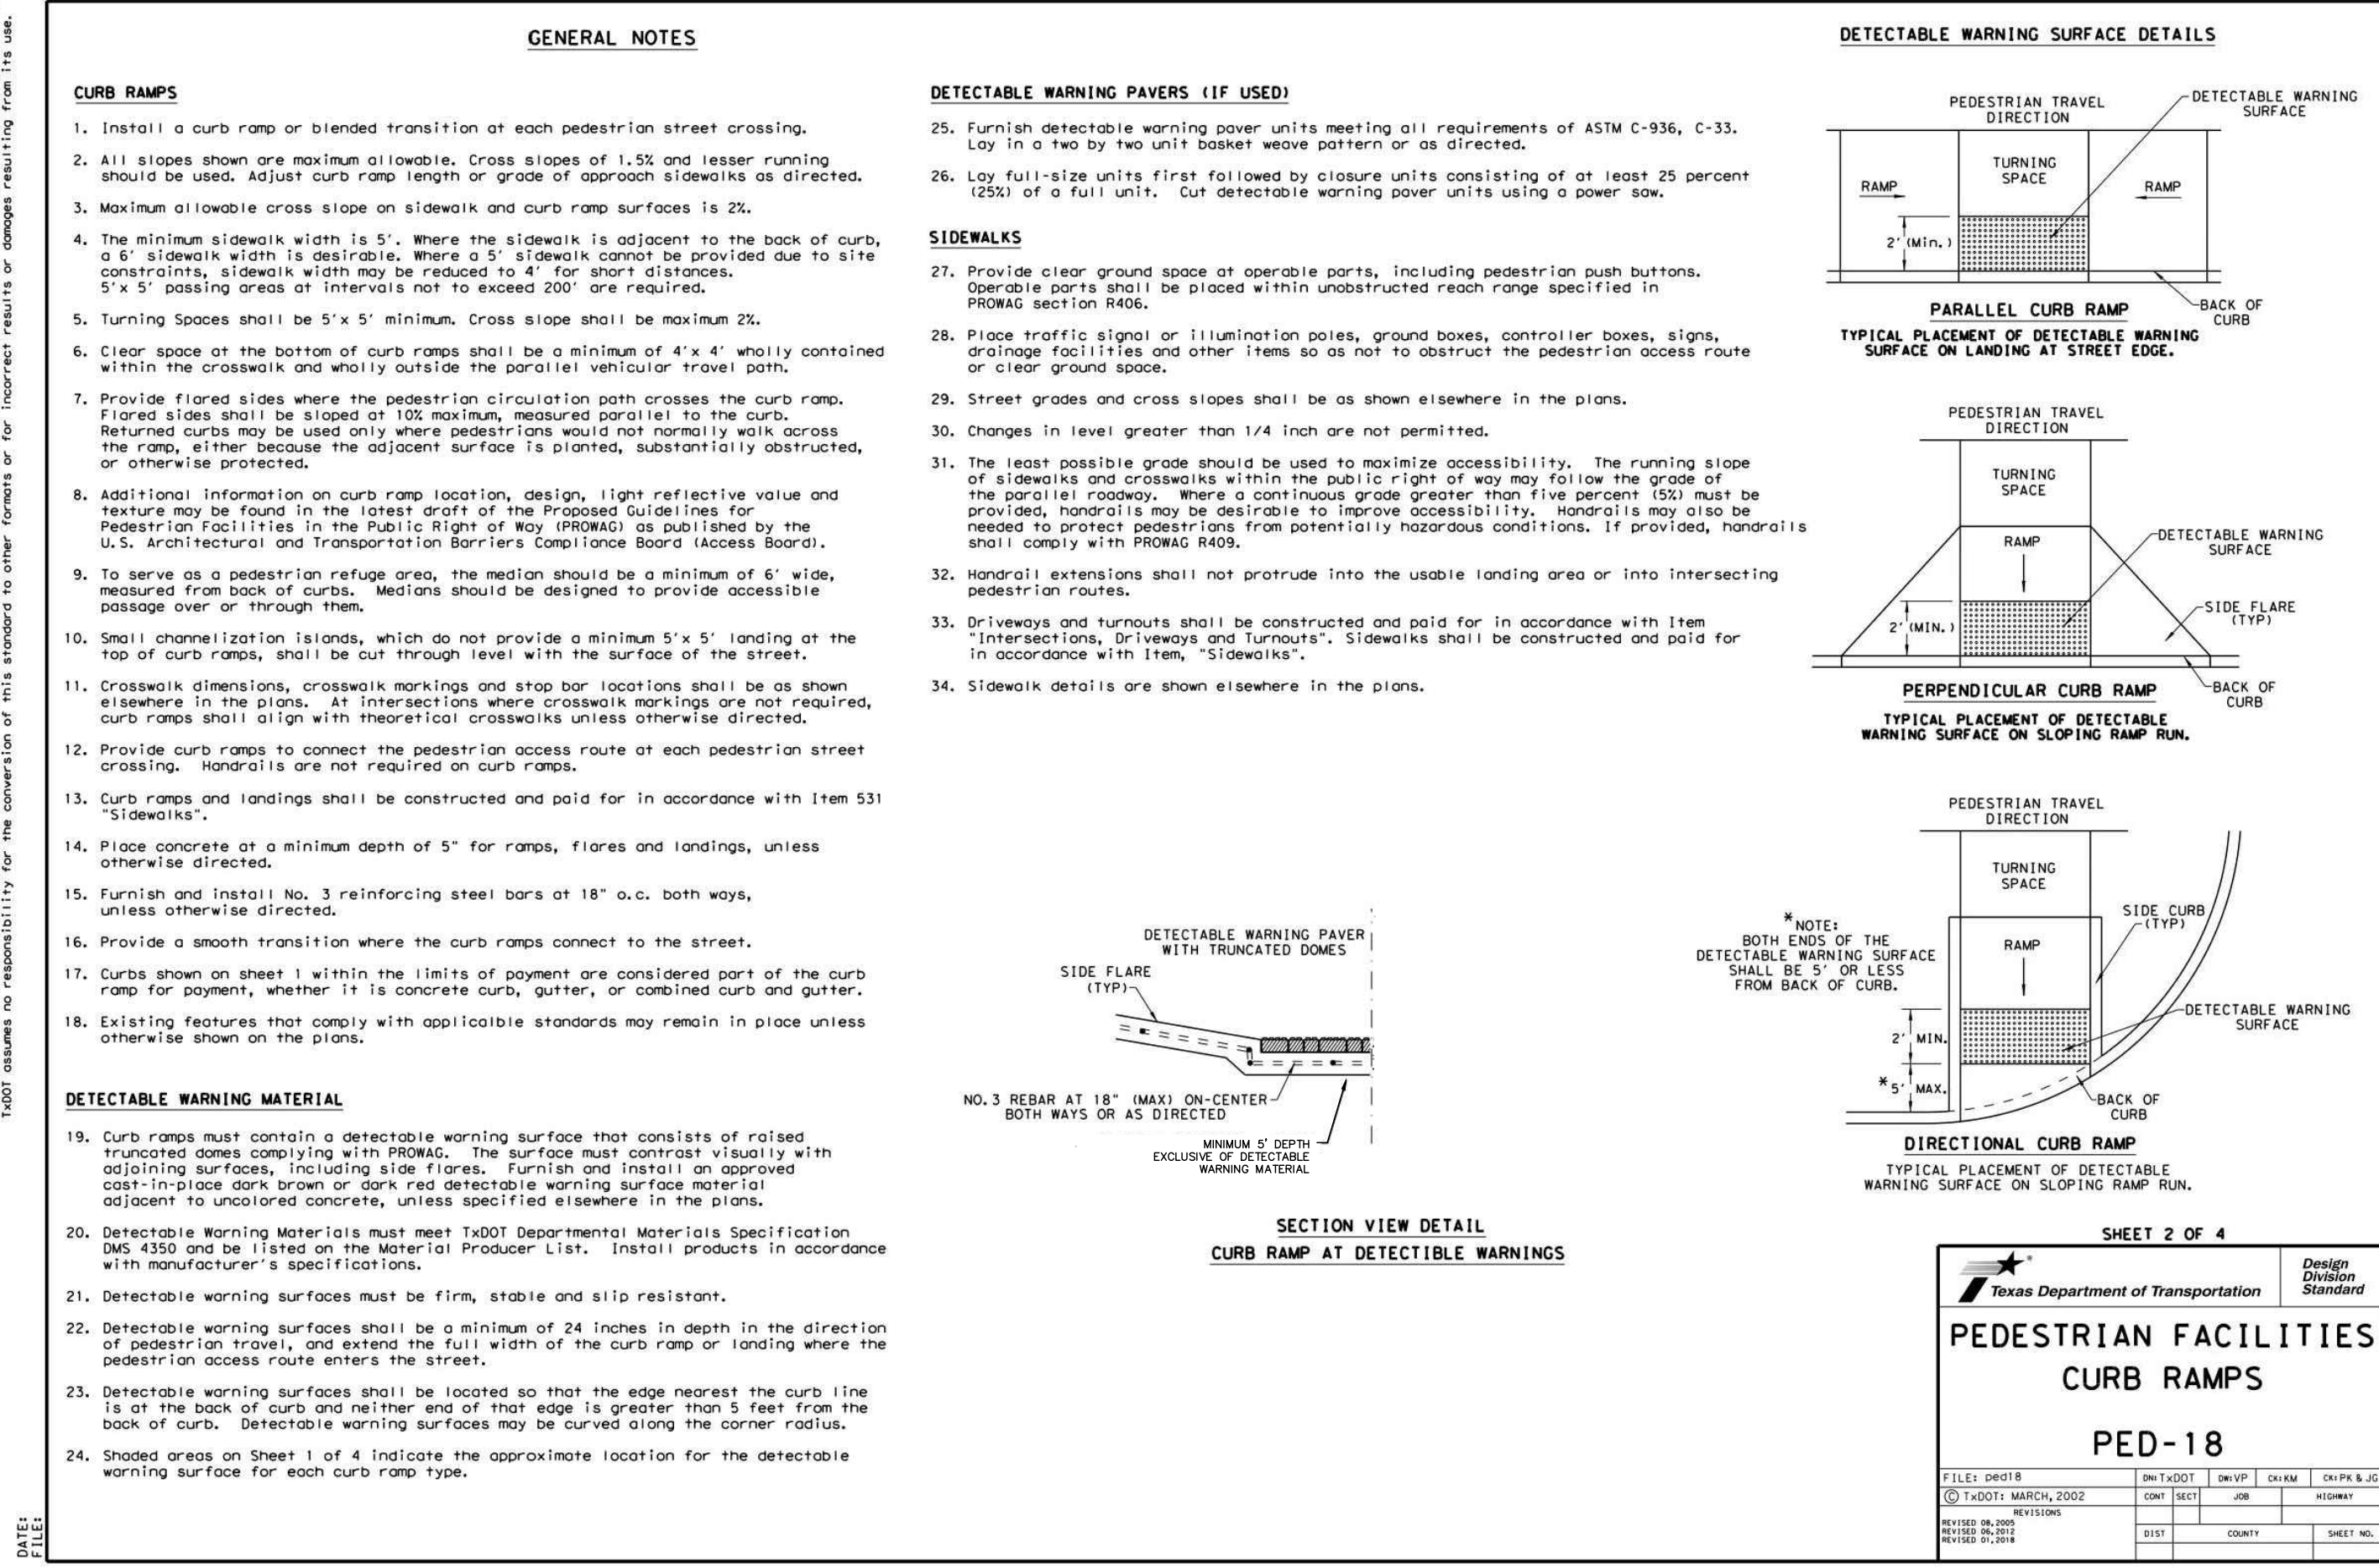 TxDOT assumes no responsibility for the conversion of this standard to other formats or for incorrect results or damages resulting from its use.
DATE:
FILE:
GENERAL NOTES
CURB RAMPS
1. Install a curb ramp or blended transition at each pedestrian street crossing.
2. All slopes shown are maximum allowable. Cross slopes of 1.5% and lesser running
should be used. Adjust curb ramp length or grade of approach sidewalks as directed.
3. Maximum allowable cross slope on sidewalk and curb ramp surfaces is 2%.
4. The minimum sidewalk width is 5'. Where the sidewalk is adjacent to the back of curb,
a 6' sidewalk width is desirable. Where a 5' sidewalk cannot be provided due to site
constraints, sidewalk width may be reduced to 4' for short distances.
5'x 5' passing areas at intervals not to exceed 200' are required.
5. Turning Spaces shall be 5'x 5' minimum. Cross slope shall be maximum 2%.
6. Clear space at the bottom of curb ramps shall be a minimum of 4'x 4' wholly contained
within the crosswalk and wholly outside the parallel vehicular travel path.
7. Provide flared sides where the pedestrian circulation path crosses the curb ramp.
Flared sides shall be sloped at 10% maximum, measured parallel to the curb.
Returned curbs may be used only where pedestrians would not normally walk across
the ramp, either because the adjacent surface is planted, substantially obstructed,
or otherwise protected.
8. Additional information on curb ramp location, design, light reflective value and
texture may be found in the latest draft of the Proposed Guidelines for
Pedestrian Facilities in the Public Right of Way (PROWAG) as published by the
U.S. Architectural and Transportation Barriers Compliance Board (Access Board).
9. To serve as a pedestrian refuge area, the median should be a minimum of 6' wide,
measured from back of curbs. Medians should be designed to provide accessible
passage over or through them.
10. Small channelization islands, which do not provide a minimum 5'x 5' landing at the
top of curb ramps, shall be cut through level with the surface of the street.
11. Crosswalk dimensions, crosswalk markings and stop bar locations shall be as shown
elsewhere in the plans. At intersections where crosswalk markings are not required,
curb ramps shall align with theoretical crosswalks unless otherwise directed.
12. Provide curb ramps to connect the pedestrian access route at each pedestrian street
crossing. Handrails are not required on curb ramps.
13. Curb ramps and landings shall be constructed and paid for in accordance with Item 531
"Sidewalks".
14. Place concrete at a minimum depth of 5" for ramps, flares and landings, unless
otherwise directed.
15. Furnish and install No. 3 reinforcing steel bars at 18" o.c. both ways,
unless otherwise directed.
16. Provide a smooth transition where the curb ramps connect to the street.
17. Curbs shown on sheet 1 within the limits of payment are considered part of the curb
ramp for payment, whether it is concrete curb, gutter, or combined curb and gutter.
18. Existing features that comply with applicalble standards may remain in place unless
otherwise shown on the plans.
DETECTABLE WARNING MATERIAL
19. Curb ramps must contain a detectable warning surface that consists of raised
truncated domes complying with PROWAG. The surface must contrast visually with
adjoining surfaces, including side flares. Furnish and install an approved
cast-in-place dark brown or dark red detectable warning surface material
adjacent to uncolored concrete, unless specified elsewhere in the plans.
20. Detectable Warning Materials must meet TxDOT Departmental Materials Specification
DMS 4350 and be listed on the Material Producer List. Install products in accordance
with manufacturer's specifications.
21. Detectable warning surfaces must be firm, stable and slip resistant.
22. Detectable warning surfaces shall be a minimum of 24 inches in depth in the direction
of pedestrian travel, and extend the full width of the curb ramp or landing where the
pedestrian access route enters the street.
23. Detectable warning surfaces shall be located so that the edge nearest the curb line
is at the back of curb and neither end of that edge is greater than 5 feet from the
back of curb. Detectable warning surfaces may be curved along the corner radius.
24. Shaded areas on Sheet 1 of 4 indicate the approximate location for the detectable
warning surface for each curb ramp type.
DETECTABLE WARNING PAVERS (IF USED)
25. Furnish detectable warning paver units meeting all requirements of ASTM C-936, C-33.
Lay in a two by two unit basket weave pattern or as directed.
26. Lay full-size units first followed by closure units consisting of at least 25 percent
(25%) of a full unit. Cut detectable warning paver units using a power saw.
SIDEWALKS
27. Provide clear ground space at operable parts, including pedestrian push buttons.
Operable parts shall be placed within unobstructed reach range specified in
PROWAG section R406.
28. Place traffic signal or illumination poles, ground boxes, controller boxes, signs,
drainage facilities and other items so as not to obstruct the pedestrian access route
or clear ground space.
29. Street grades and cross slopes shall be as shown elsewhere in the plans.
30. Changes in level greater than 1/4 inch are not permitted.
31. The least possible grade should be used to maximize accessibility. The running slope
of sidewalks and crosswalks within the public right of way may follow the grade of
the parallel roadway. Where a continuous grade greater than five percent (5%) must be
provided, handrails may be desirable to improve accessibility. Handrails may also be
needed to protect pedestrians from potentially hazardous conditions. If provided, handrails
shall comply with PROWAG R409.
32. Handrail extensions shall not protrude into the usable landing area or into intersecting
pedestrian routes.
33. Driveways and turnouts shall be constructed and paid for in accordance with Item
"Intersections, Driveways and Turnouts". Sidewalks shall be constructed and paid for
in accordance with Item, "Sidewalks".
34. Sidewalk details are shown elsewhere in the plans.
DETECTABLE WARNING PAVER
WITH TRUNCATED DOMES
SIDE FLARE
(TYP)
NO.3 REBAR AT 18" (MAX) ON-CENTER
BOTH WAYS OR AS DIRECTED
MINIMUM 5' DEPTH
EXCLUSIVE OF DETECTABLE
WARNING MATERIAL
SECTION VIEW DETAIL
CURB RAMP AT DETECTIBLE WARNINGS
DETECTABLE WARNING SURFACE DETAILS
PEDESTRIAN TRAVEL
DIRECTION
DETECTABLE WARNING
SURFACE
TURNING
SPACE
RAMP
RAMP
2' (Min.)
BACK OF
CURB
PARALLEL CURB RAMP
TYPICAL PLACEMENT OF DETECTABLE WARNING
SURFACE ON LANDING AT STREET EDGE.
PEDESTRIAN TRAVEL
DIRECTION
TURNING
SPACE
RAMP
DETECTABLE WARNING
SURFACE
SIDE FLARE
(TYP)
2' (MIN.)
BACK OF
CURB
PERPENDICULAR CURB RAMP
TYPICAL PLACEMENT OF DETECTABLE
WARNING SURFACE ON SLOPING RAMP RUN.
PEDESTRIAN TRAVEL
DIRECTION
TURNING
SPACE
SIDE CURB
(TYP)
*NOTE:
BOTH ENDS OF THE
DETECTABLE WARNING SURFACE
SHALL BE 5' OR LESS
FROM BACK OF CURB.
RAMP
DETECTABLE WARNING
SURFACE
2' MIN.
*5' MAX.
BACK OF
CURB
DIRECTIONAL CURB RAMP
TYPICAL PLACEMENT OF DETECTABLE
WARNING SURFACE ON SLOPING RAMP RUN.
SHEET 2 OF 4
Texas Department of Transportation
Design
Division
Standard
PEDESTRIAN FACILITIES
CURB RAMPS
PED-18
FILE: ped18 DN: TxDOT DW: VP CK: KM CK: PK & JG
© TxDOT: MARCH, 2002 CONT SECT JOB HIGHWAY
REVISIONS
REVISED 08,2005
REVISED 06,2012
REVISED 01,2018
DIST COUNTY SHEET NO.